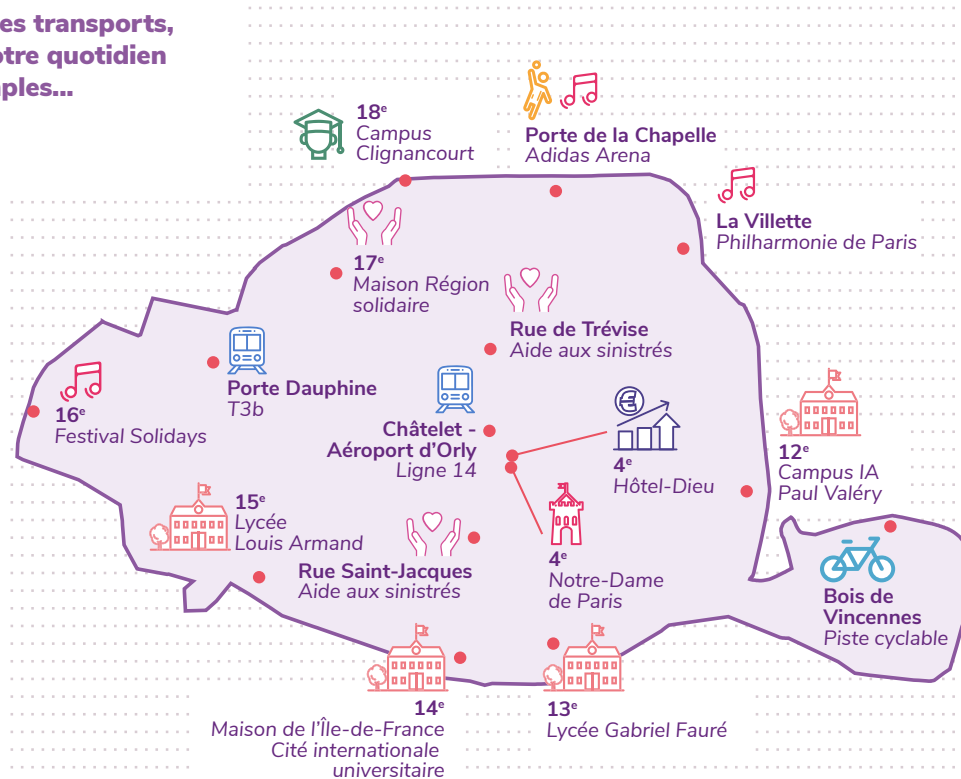 es transports,
otre quotidien
ples...
18e
Campus
Clignancourt
Porte de la Chapelle
Adidas Arena
La Villette
Philharmonie de Paris
17e
Maison Région
solidaire
Rue de Trévise
Aide aux sinistrés
Porte Dauphine
T3b
16e
Festival Solidays
Châtelet -
Aéroport d'Orly
Ligne 14
4e
Hôtel-Dieu
12e
Campus IA
Paul Valéry
15e
Lycée
Louis Armand
Rue Saint-Jacques
Aide aux sinistrés
4e
Notre-Dame
de Paris
Bois de
Vincennes
Piste cyclable
14e
Maison de l'Île-de-France
Cité internationale
universitaire
13e
Lycée Gabriel Fauré